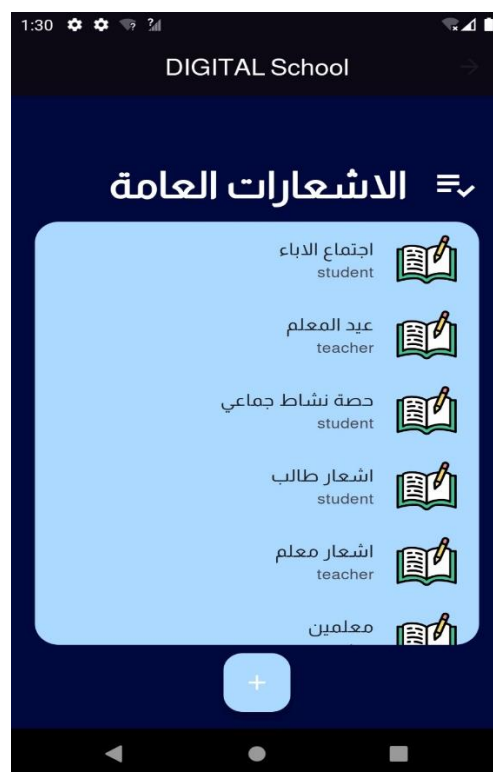 1:30
DIGITAL School
الاشعارات العامة
اجتماع الاباء
student
عيد المعلم
teacher
حصة نشاط جماعي
student
اشعار طالب
student
اشعار معلم
teacher
معلمين
+